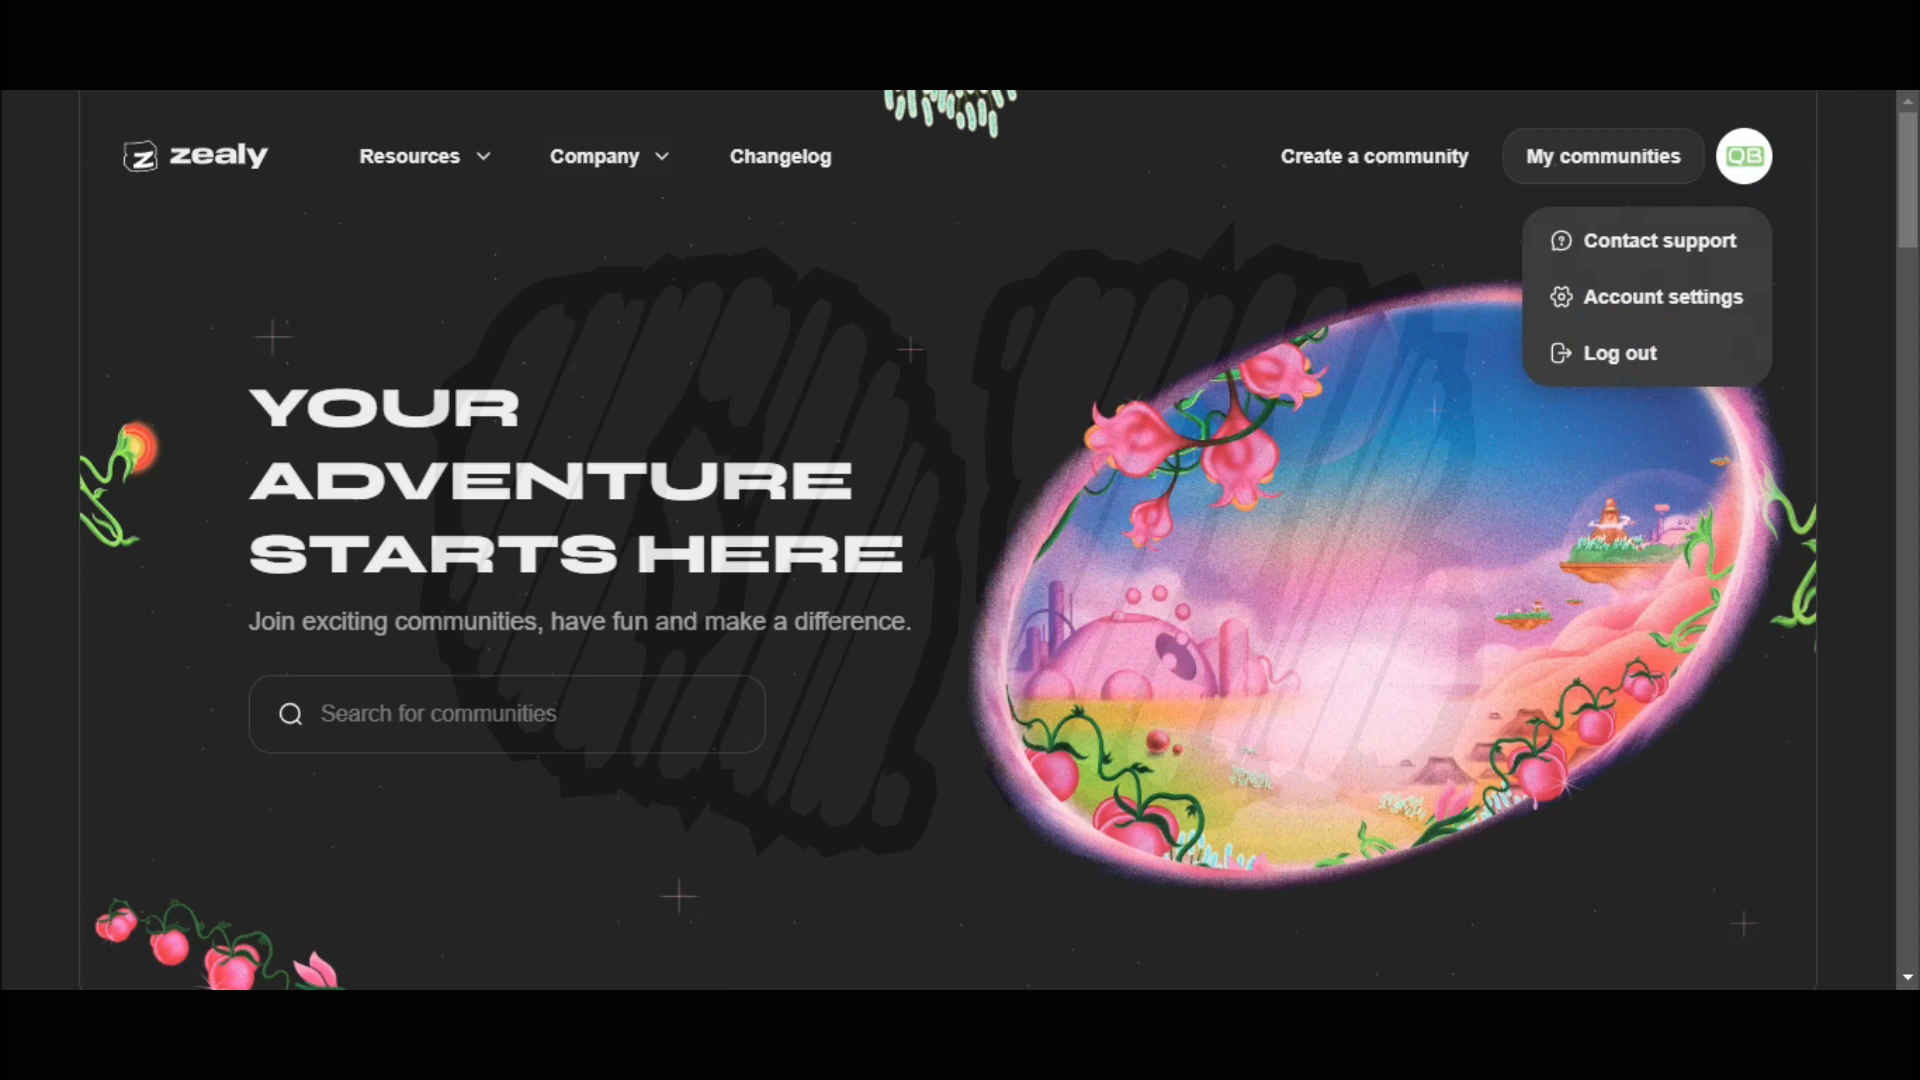 zealy
Resources
Company
Changelog
Create a community
My communities
QB
Contact support
Account settings
Log out
YOUR
ADVENTURE
STARTS HERE
Join exciting communities, have fun and make a difference.
Search for communities